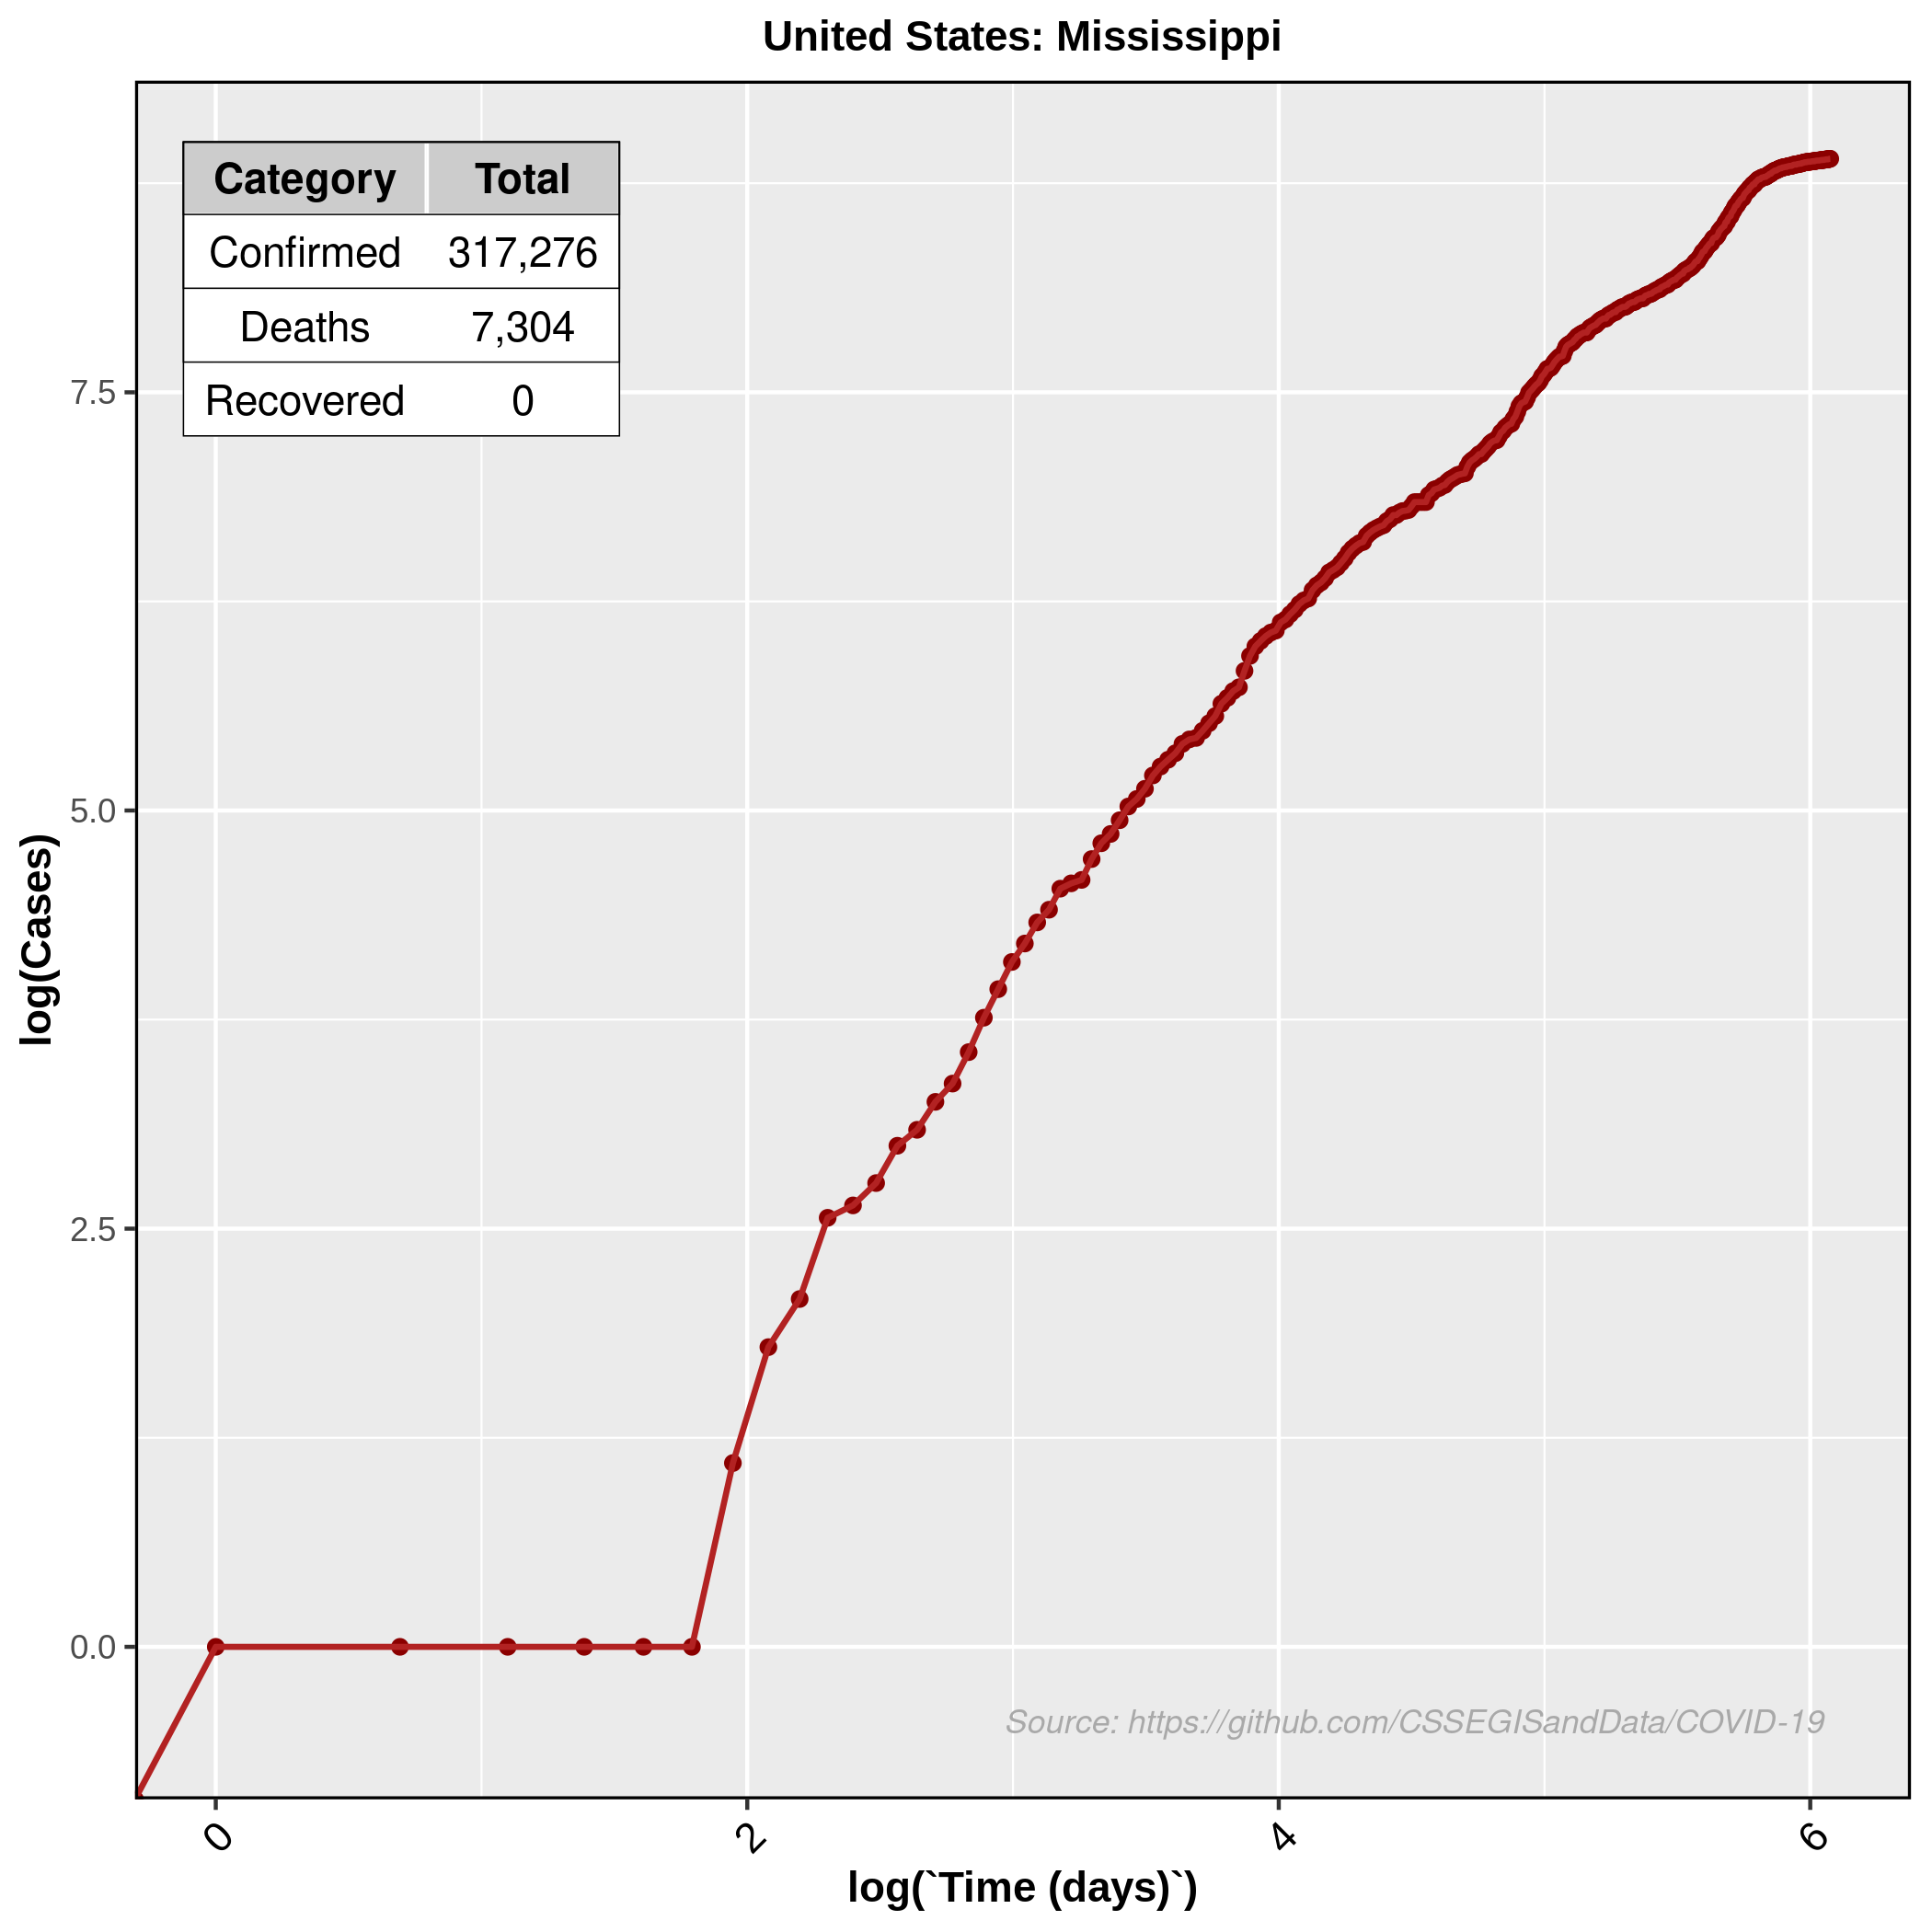 United States: Mississippi
Category Total
Confirmed 317,276
Deaths 7,304
Recovered 0
7.5
5.0
2.5
0.0
log(Cases)
Source: https://github.com/CSSEGISandData/COVID-19
0 2 4 6
log(`Time (days)`)